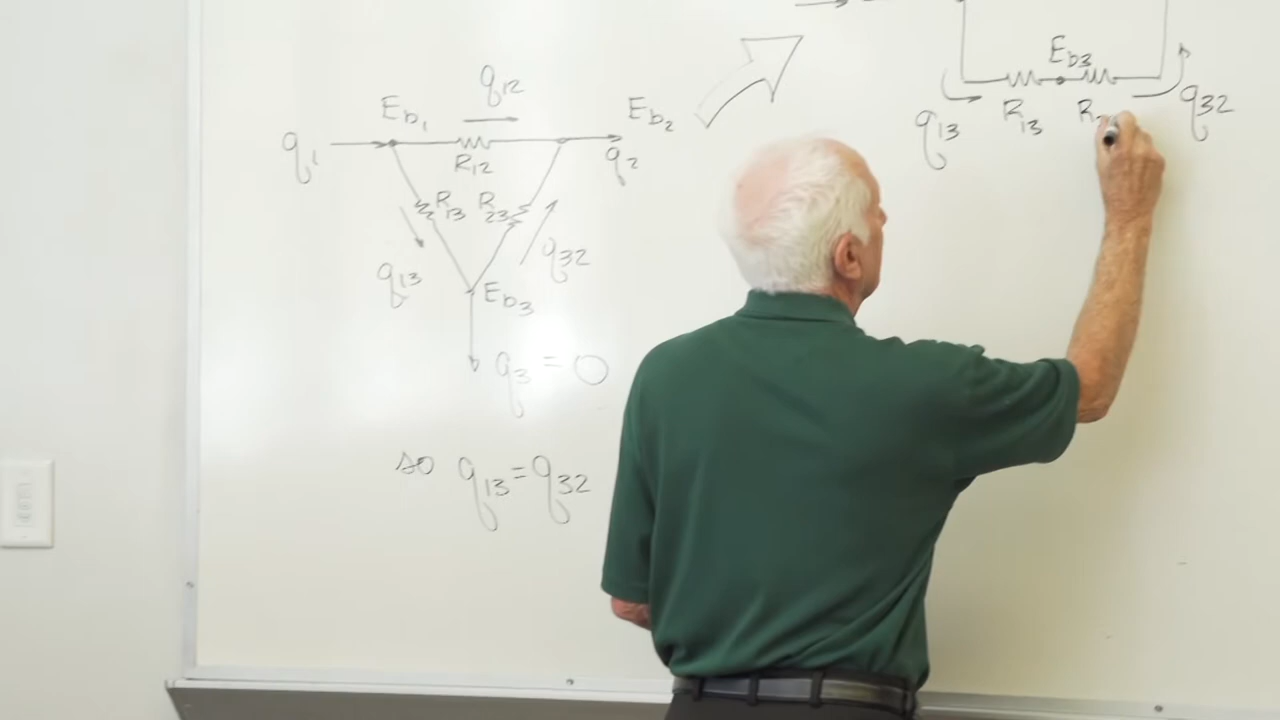 q12
Eb1
Eb2
q1
R12
q2
R13 R23
q13
q32
Eb3
q3 = 0
so q13 = q32
Eb3
q13
R13
R
q32